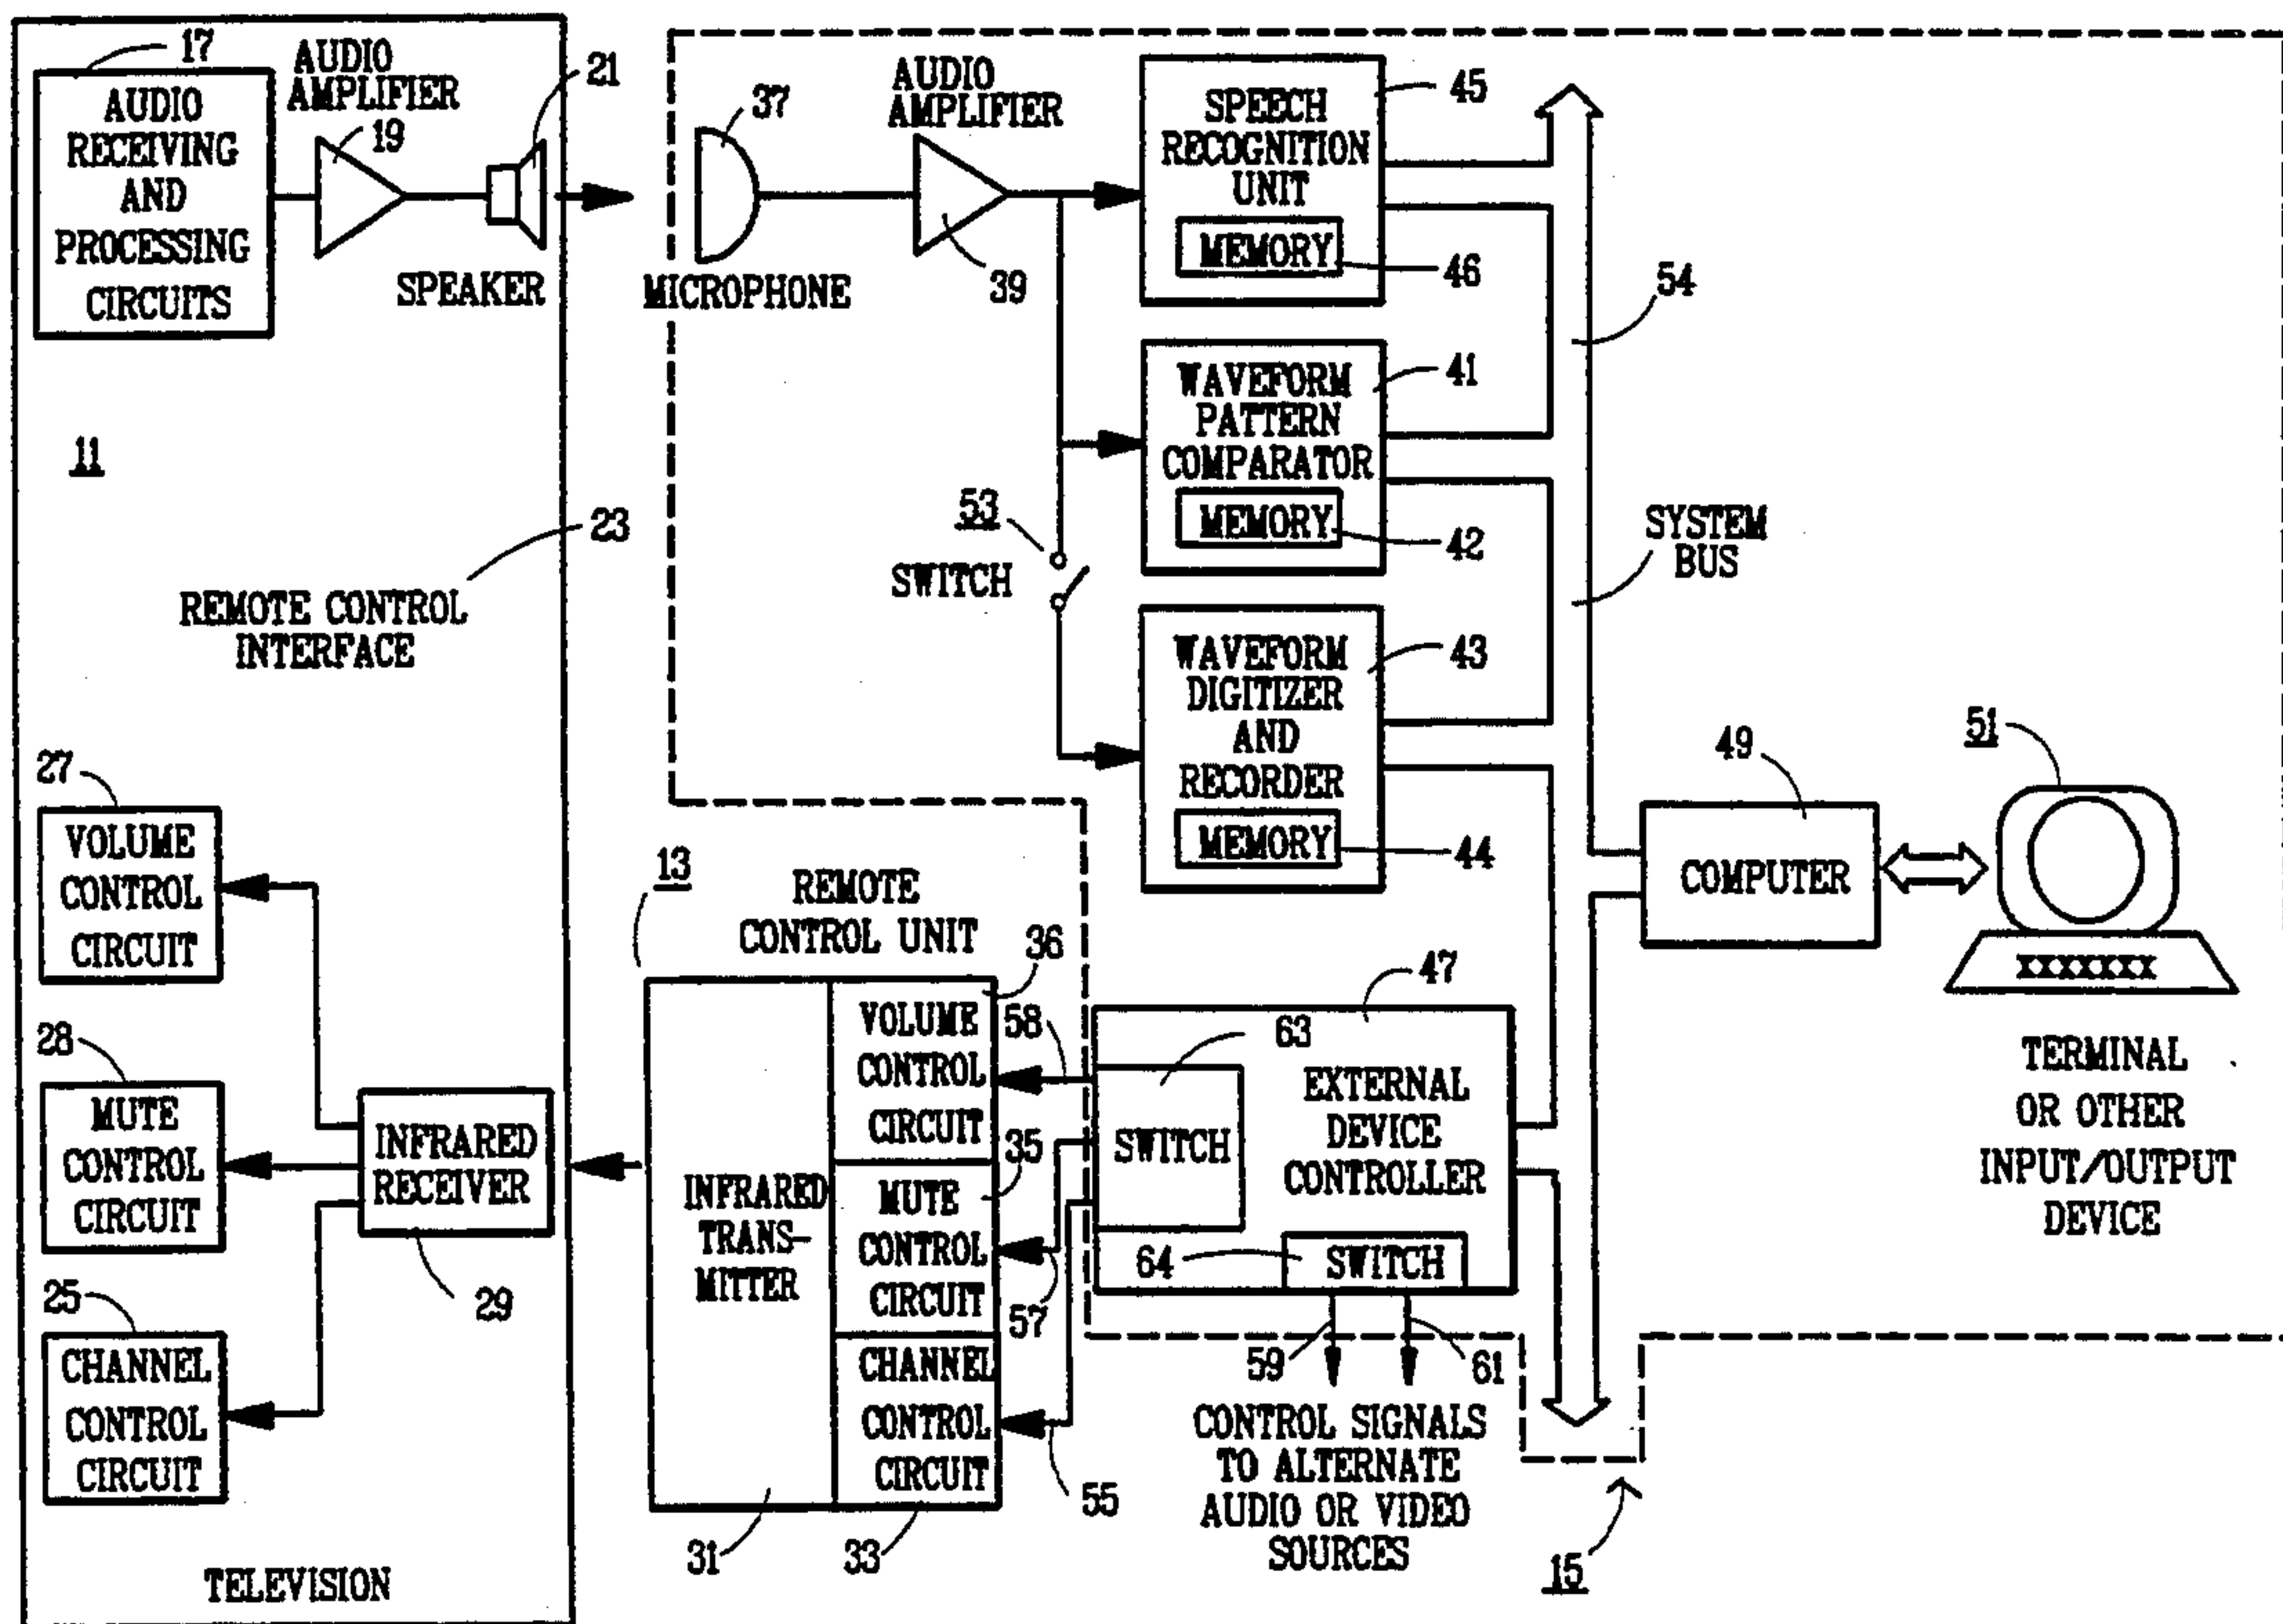 17
AUDIO
RECEIVING
AND
PROCESSING
CIRCUITS
AUDIO
AMPLIFIER
19
21
SPEAKER
11
REMOTE CONTROL
INTERFACE
23
27
VOLUME
CONTROL
CIRCUIT
28
MUTE
CONTROL
CIRCUIT
25
CHANNEL
CONTROL
CIRCUIT
INFRARED
RECEIVER
29
TELEVISION
37
MICROPHONE
AUDIO
AMPLIFIER
39
SPEECH
RECOGNITION
UNIT
MEMORY
45
46
WAVEFORM
PATTERN
COMPARATOR
MEMORY
41
42
53
SWITCH
WAVEFORM
DIGITIZER
AND
RECORDER
MEMORY
43
44
54
SYSTEM
BUS
49
COMPUTER
51
XXXXXXX
TERMINAL
OR OTHER
INPUT/OUTPUT
DEVICE
13
REMOTE
CONTROL UNIT
36
VOLUME
CONTROL
CIRCUIT
35
MUTE
CONTROL
CIRCUIT
CHANNEL
CONTROL
CIRCUIT
INFRARED
TRANS-
MITTER
31
33
58
57
55
47
63
SWITCH
EXTERNAL
DEVICE
CONTROLLER
64
SWITCH
59
61
CONTROL SIGNALS
TO ALTERNATE
AUDIO OR VIDEO
SOURCES
15